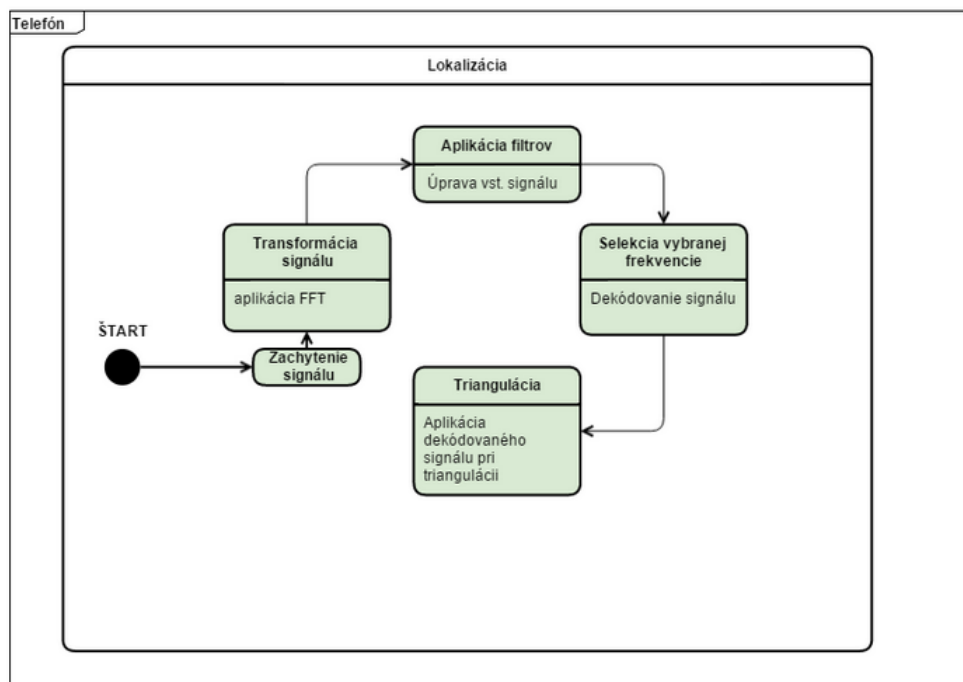 Telefón
Lokalizácia
Aplikácia filtrov
Úprava vst. signálu
Transformácia
signálu
aplikácia FFT
Selekcia vybranej
frekvencie
Dekódovanie signálu
ŠTART
Zachytenie
signálu
Triangulácia
Aplikácia
dekódovaného
signálu pri
triangulácii